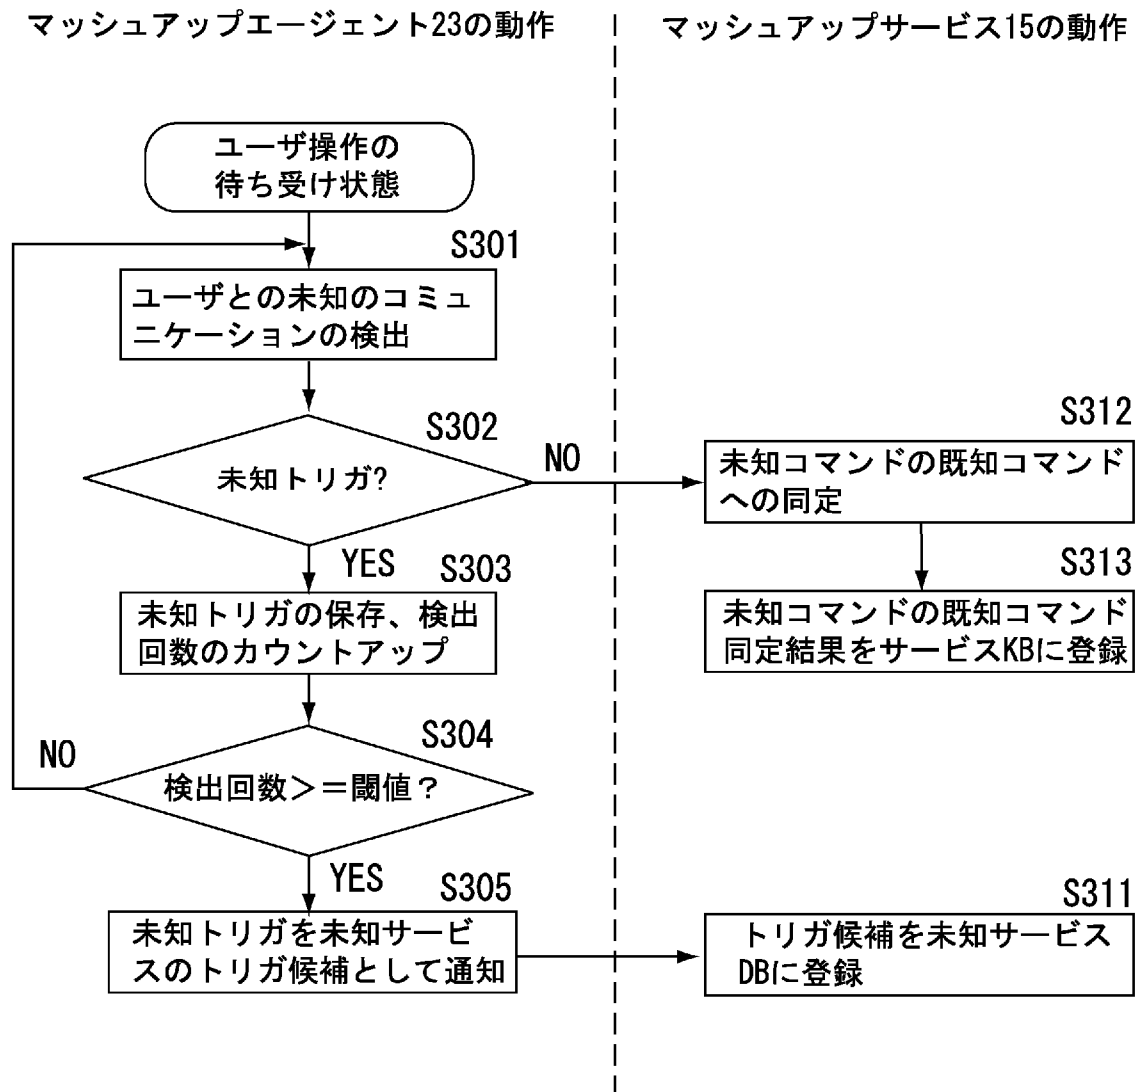 マッシュアップエージェント23の動作
マッシュアップサービス15の動作
ユーザ操作の
待ち受け状態
S301
ユーザとの未知のコミュ
ニケーションの検出
S302
未知トリガ?
NO
YES
S303
未知トリガの保存、検出
回数のカウントアップ
S304
検出回数>=閾値?
NO
YES
S305
未知トリガを未知サービ
スのトリガ候補として通知
S312
未知コマンドの既知コマンド
への同定
S313
未知コマンドの既知コマンド
同定結果をサービスKBに登録
S311
トリガ候補を未知サービス
DBに登録